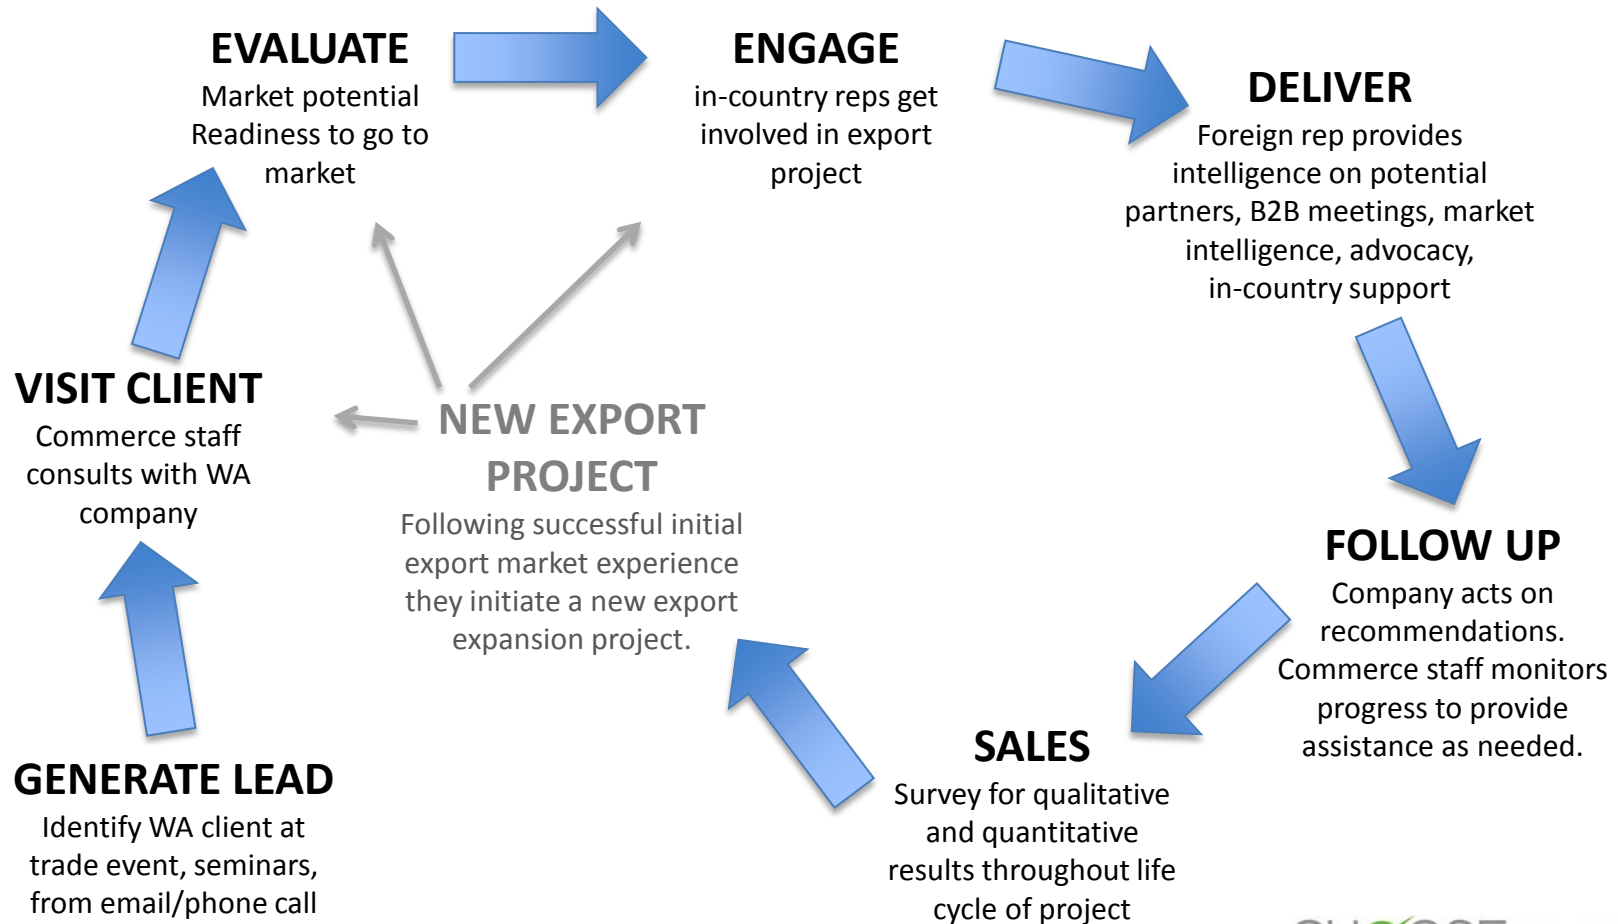 EVALUATE
Market potential
Readiness to go to
market
ENGAGE
in-country reps get
involved in export
project
DELIVER
Foreign rep provides
intelligence on potential
partners, B2B meetings, market
intelligence, advocacy,
in-country support
VISIT CLIENT
Commerce staff
consults with WA
company
NEW EXPORT
PROJECT
Following successful initial
export market experience
they initiate a new export
expansion project.
FOLLOW UP
Company acts on
recommendations.
Commerce staff monitors
progress to provide
assistance as needed.
GENERATE LEAD
Identify WA client at
trade event, seminars,
from email/phone call
SALES
Survey for qualitative
and quantitative
results throughout life
cycle of project